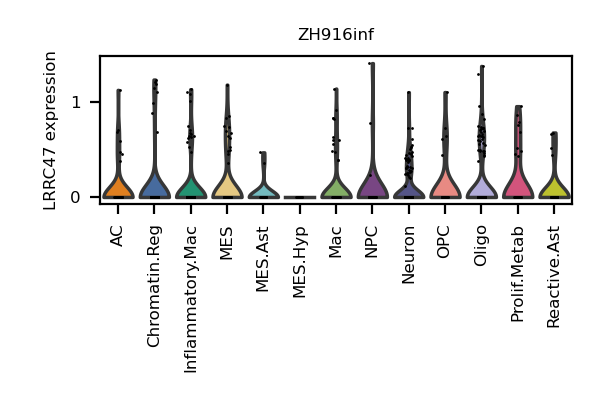 ZH916inf
LRRC47 expression
1
0
AC
Chromatin.Reg
Inflammatory.Mac
MES
MES.Ast
MES.Hyp
Mac
NPC
Neuron
OPC
Oligo
Prolif.Metab
Reactive.Ast